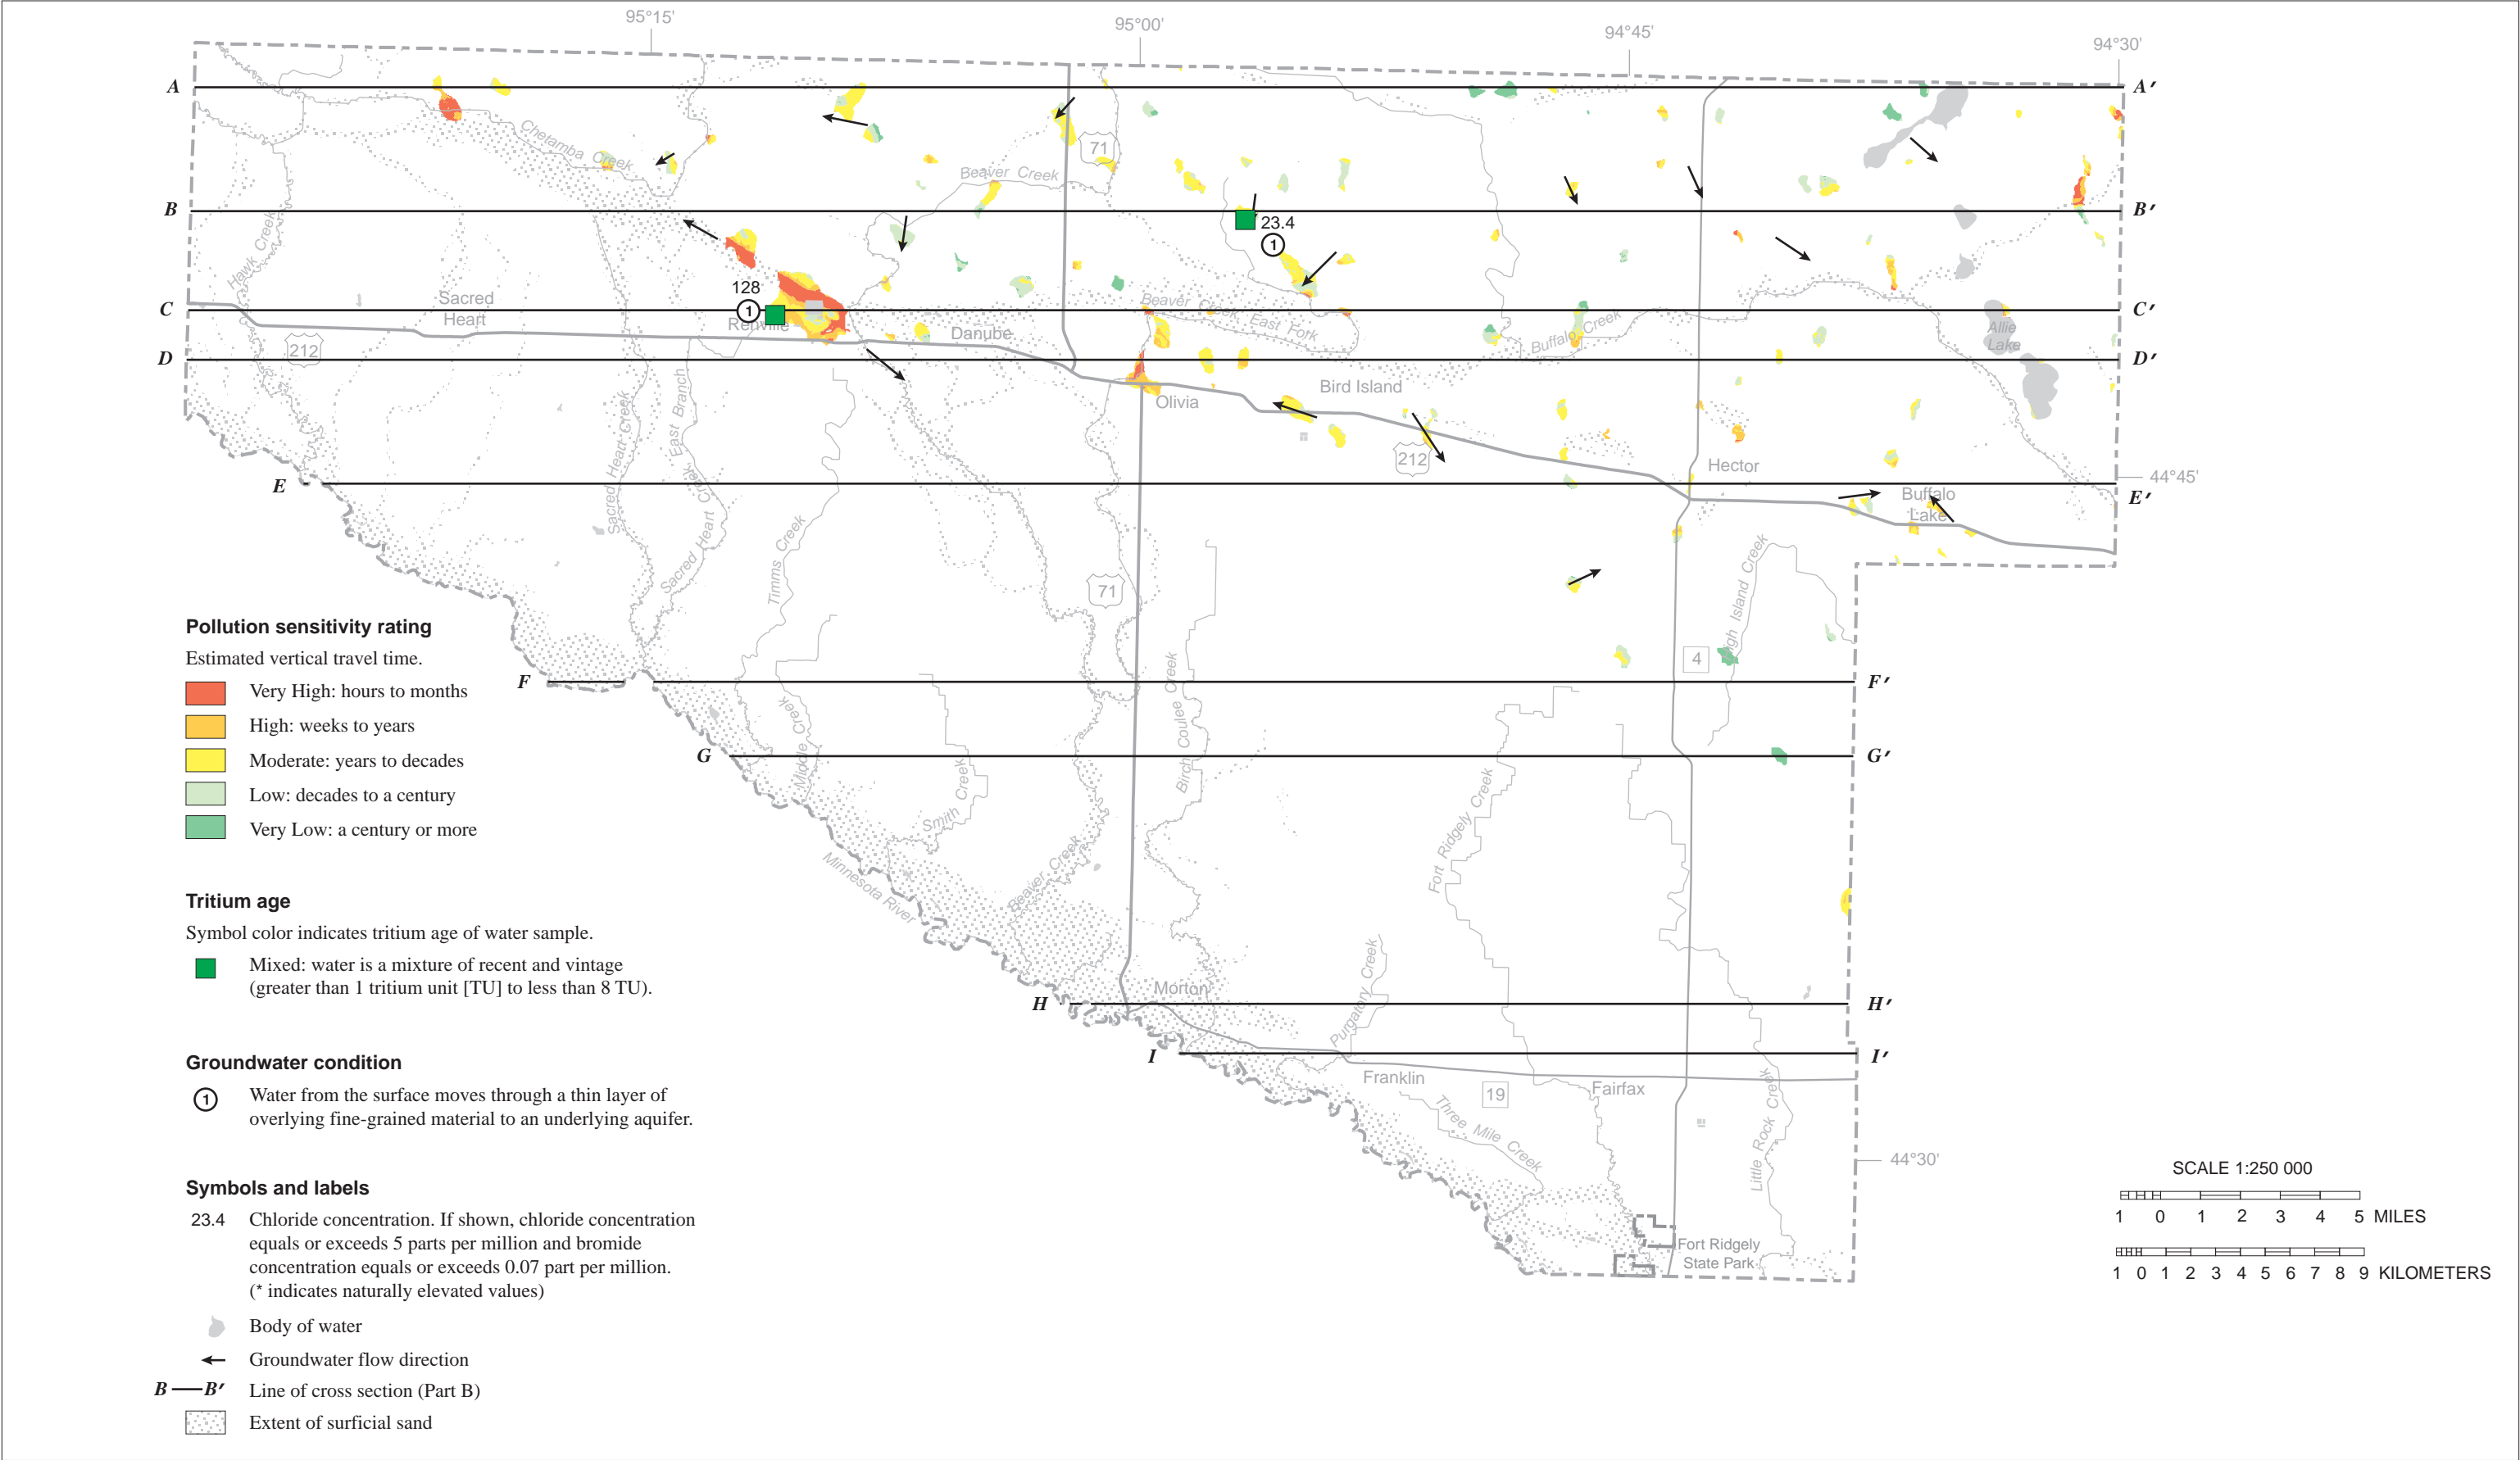 95°15'
95°00'
94°45'
94°30'
A
A′
Chetamba Creek
71
Beaver Creek
B
B′
23.4
1
Hawk Creek
128
1
Sacred
Heart
Renville
C
C′
Beaver Creek East Fork
Danube
Buffalo Creek
Allie
Lake
212
D
D′
Bird Island
Olivia
212
Hector
44°45'
E
E′
Buffalo
Lake
Sacred Heart Creek
Sacred Heart Creek East Branch
Timms Creek
71
High Island Creek
Birch Coulee Creek
4
F
F′
G
G′
Middle Creek
Smith Creek
Fort Ridgely Creek
Beaver Creek
Minnesota River
Purgatory Creek
Morton
H
H′
I
I′
Franklin
19
Fairfax
Three Mile Creek
Little Rock Creek
44°30'
Fort Ridgely
State Park
Pollution sensitivity rating
Estimated vertical travel time.
Very High: hours to months
High: weeks to years
Moderate: years to decades
Low: decades to a century
Very Low: a century or more
Tritium age
Symbol color indicates tritium age of water sample.
Mixed: water is a mixture of recent and vintage
(greater than 1 tritium unit [TU] to less than 8 TU).
Groundwater condition
1 Water from the surface moves through a thin layer of
overlying fine-grained material to an underlying aquifer.
Symbols and labels
23.4 Chloride concentration. If shown, chloride concentration
equals or exceeds 5 parts per million and bromide
concentration equals or exceeds 0.07 part per million.
(* indicates naturally elevated values)
Body of water
Groundwater flow direction
B B′ Line of cross section (Part B)
Extent of surficial sand
SCALE 1:250 000
1 0 1 2 3 4 5 MILES
1 0 1 2 3 4 5 6 7 8 9 KILOMETERS